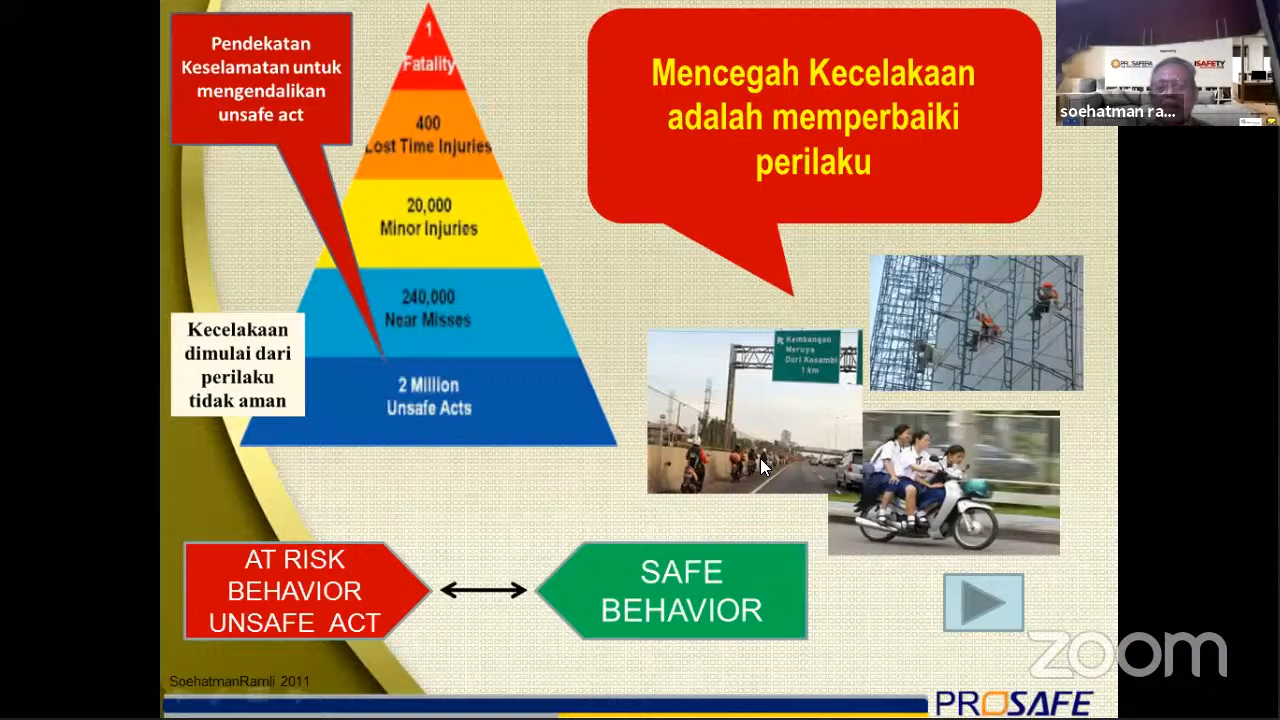 Pendekatan
Keselamatan untuk
mengendalikan
unsafe act
1
Fatality
400
Lost Time Injuries
20,000
Minor Injuries
240,000
Near Misses
2 Million
Unsafe Acts
Kecelakaan
dimulai dari
perilaku
tidak aman
Mencegah Kecelakaan
adalah memperbaiki
perilaku
soehatman ra...
Kembangan
Meruya
Duri Kosambi
1 km
AT RISK
BEHAVIOR
UNSAFE ACT
SAFE
BEHAVIOR
SoehatmanRamli 2011
zoom
PROSAFE